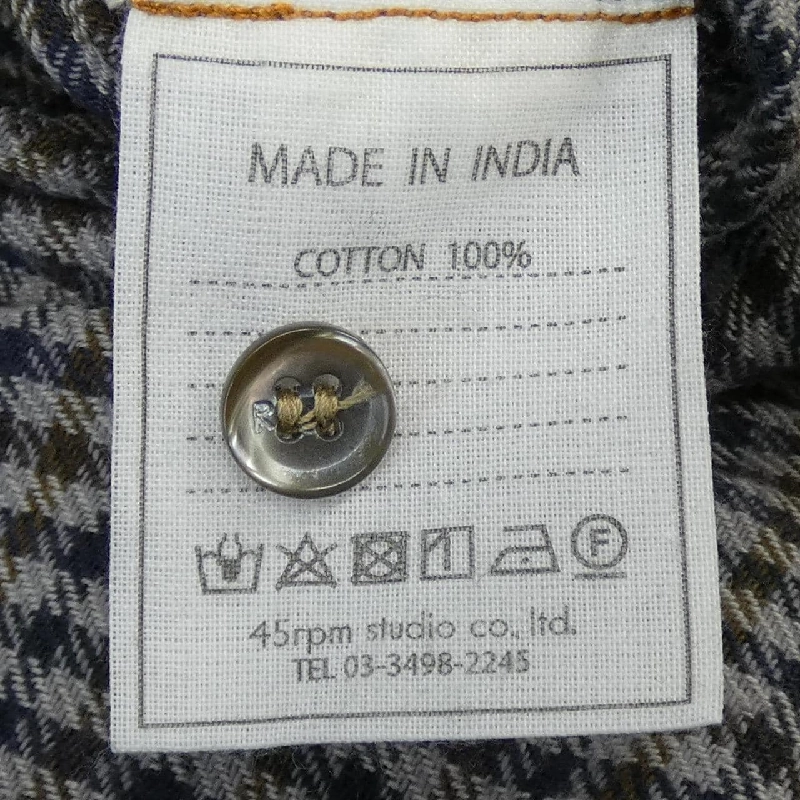 MADE IN INDIA
COTTON 100%
R
F
45rpm studio co., ltd.
TEL 03-3498-2245